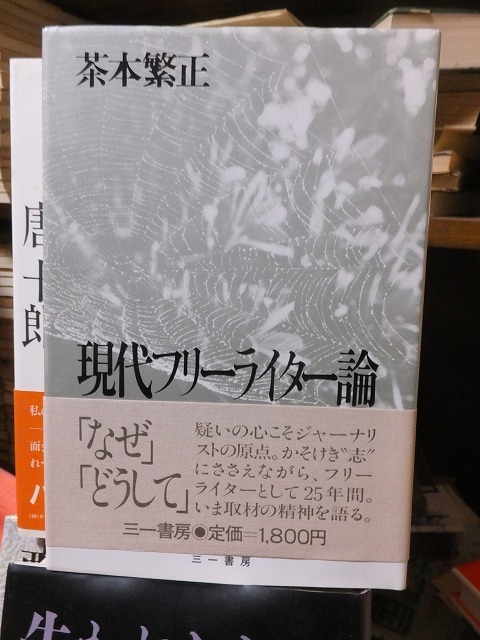 茶本繁正
現代フリーライター論
「なぜ」
「どうして」
疑いの心こそジャーナリ
ストの原点。かそけき〝志〟
にささえながら、フリー
ライターとして25年間。
いま取材の精神を語る。
三一書房●定価=1,800円
三一書房
唐十郎